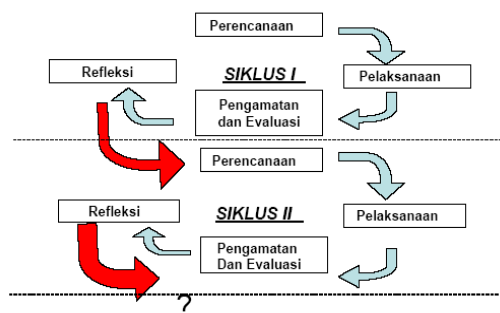 Perencanaan
Refleksi
SIKLUS I
Pelaksanaan
Pengamatan
dan Evaluasi
Perencanaan
Refleksi
SIKLUS II
Pelaksanaan
Pengamatan
Dan Evaluasi
?